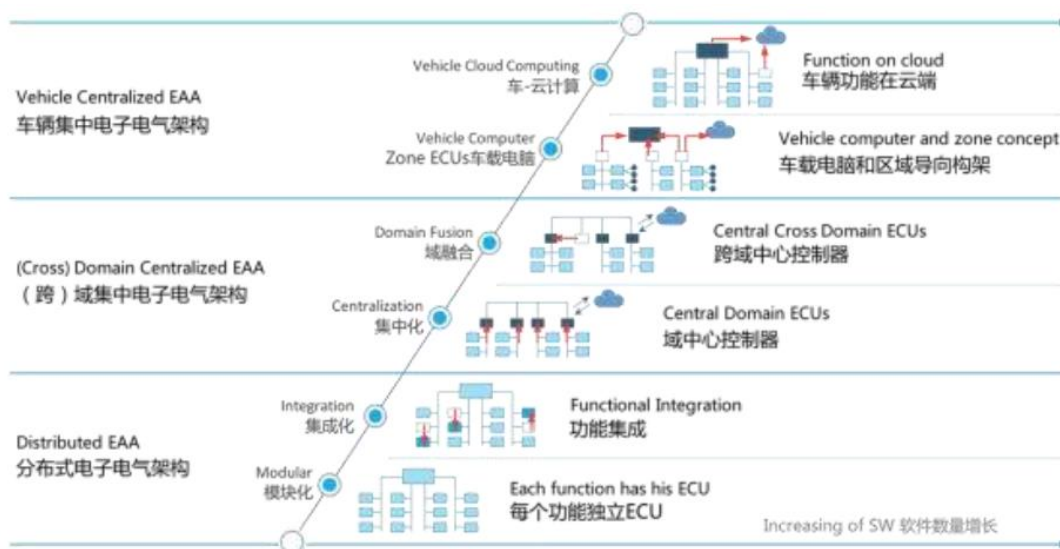 Vehicle Centralized EAA
车辆集中电子电气架构
Vehicle Cloud Computing
车-云计算
Function on cloud
车辆功能在云端
Vehicle Computer
Zone ECUs车载电脑
Vehicle computer and zone concept
车载电脑和区域导向构架
(Cross) Domain Centralized EAA
（跨）域集中电子电气架构
Domain Fusion
域融合
Central Cross Domain ECUs
跨域中心控制器
Centralization
集中化
Central Domain ECUs
域中心控制器
Distributed EAA
分布式电子电气架构
Integration
集成化
Functional Integration
功能集成
Modular
模块化
Each function has his ECU
每个功能独立ECU
Increasing of SW 软件数量增长